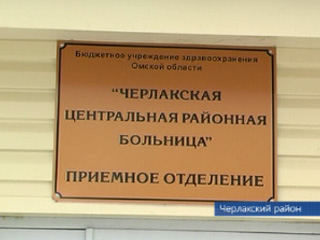 Бюджетное учреждение здравоохранения
Омской области
"ЧЕРЛАКСКАЯ
ЦЕНТРАЛЬНАЯ РАЙОННАЯ
БОЛЬНИЦА"
ПРИЕМНОЕ ОТДЕЛЕНИЕ
Черлакский район